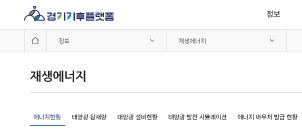 경기기후플랫폼
정보
정보
재생에너지
재생에너지
에너지현황 태양광 잠재량 태양광 설비현황 태양광 발전 시뮬레이션 에너지 바우처 발급 현황